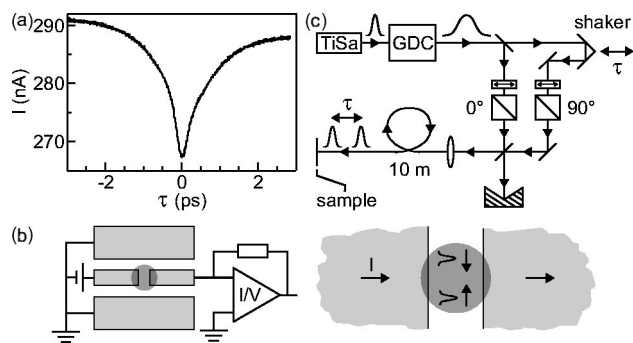 (a)
I (nA)
290
280
270
-2
0
2
τ (ps)
(c)
TiSa
GDC
shaker
τ
0°
90°
τ
10 m
sample
(b)
I/V
I